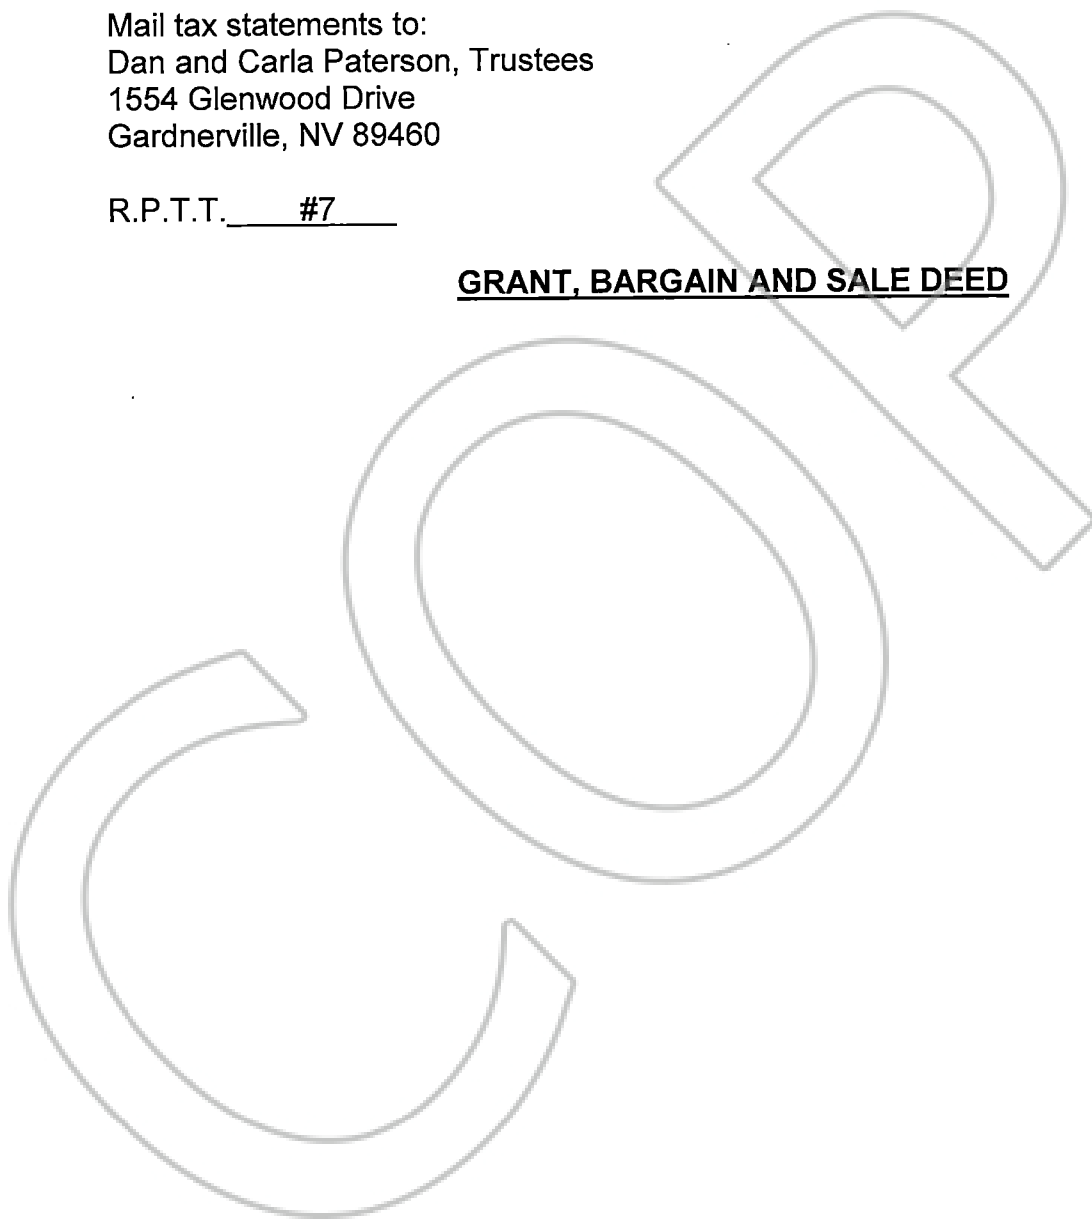 Mail tax statements to:
Dan and Carla Paterson, Trustees
1554 Glenwood Drive
Gardnerville, NV 89460
R.P.T.T. #7
GRANT, BARGAIN AND SALE DEED
COP